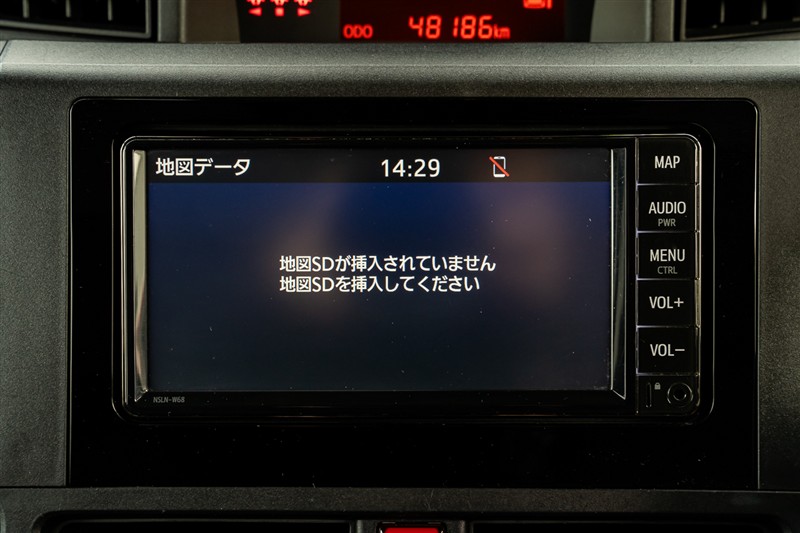 ODO 48186km
地図データ 14:29
MAP
AUDIO
PWR
地図SDが挿入されていません
地図SDを挿入してください
MENU
CTRL
VOL+
VOL-
NSLN-W68